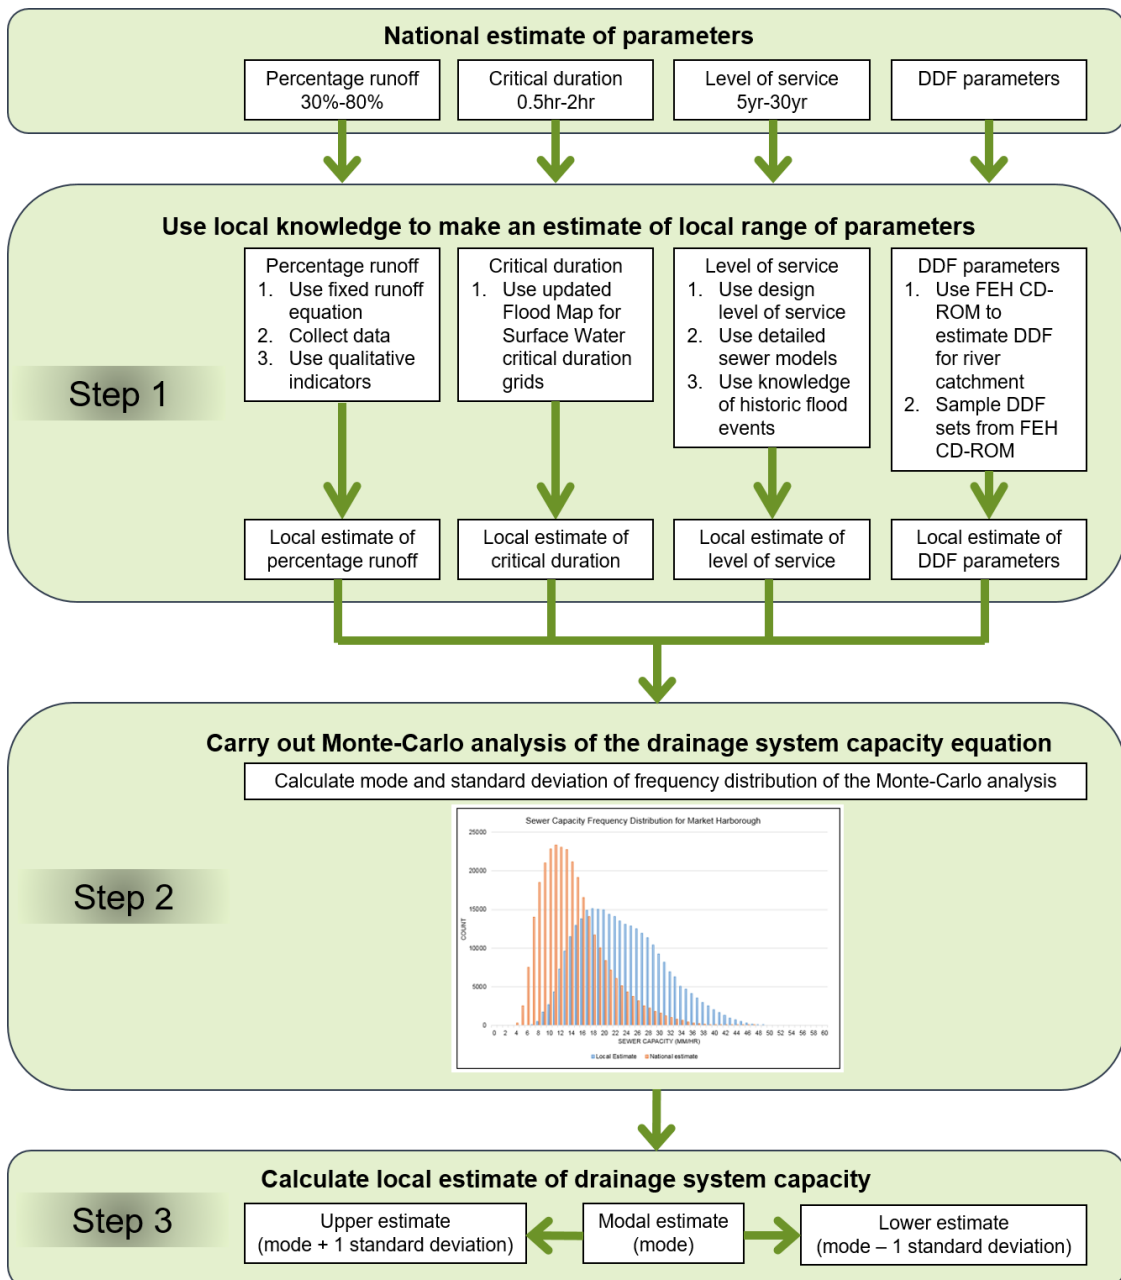 National estimate of parameters
Percentage runoff
30%-80%
Critical duration
0.5hr-2hr
Level of service
5yr-30yr
DDF parameters
Use local knowledge to make an estimate of local range of parameters
Step 1
Percentage runoff
1. Use fixed runoff
equation
2. Collect data
3. Use qualitative
indicators
Critical duration
1. Use updated
Flood Map for
Surface Water
critical duration
grids
Level of service
1. Use design
level of service
2. Use detailed
sewer models
3. Use knowledge
of historic flood
events
DDF parameters
1. Use FEH CD-
ROM to
estimate DDF
for river
catchment
2. Sample DDF
sets from FEH
CD-ROM
Local estimate of
percentage runoff
Local estimate of
critical duration
Local estimate of
level of service
Local estimate of
DDF parameters
Carry out Monte-Carlo analysis of the drainage system capacity equation
Calculate mode and standard deviation of frequency distribution of the Monte-Carlo analysis
Step 2
Sewer Capacity Frequency Distribution for Market Harborough
25000
20000
15000
10000
5000
0
COUNT
0 2 4 6 8 10 12 14 16 18 20 22 24 26 28 30 32 34 36 38 40 42 44 46 48 50 52 54 56 58 60
SEWER CAPACITY (MM/HR)
Local Estimate National estimate
Calculate local estimate of drainage system capacity
Step 3
Upper estimate
(mode + 1 standard deviation)
Modal estimate
(mode)
Lower estimate
(mode – 1 standard deviation)